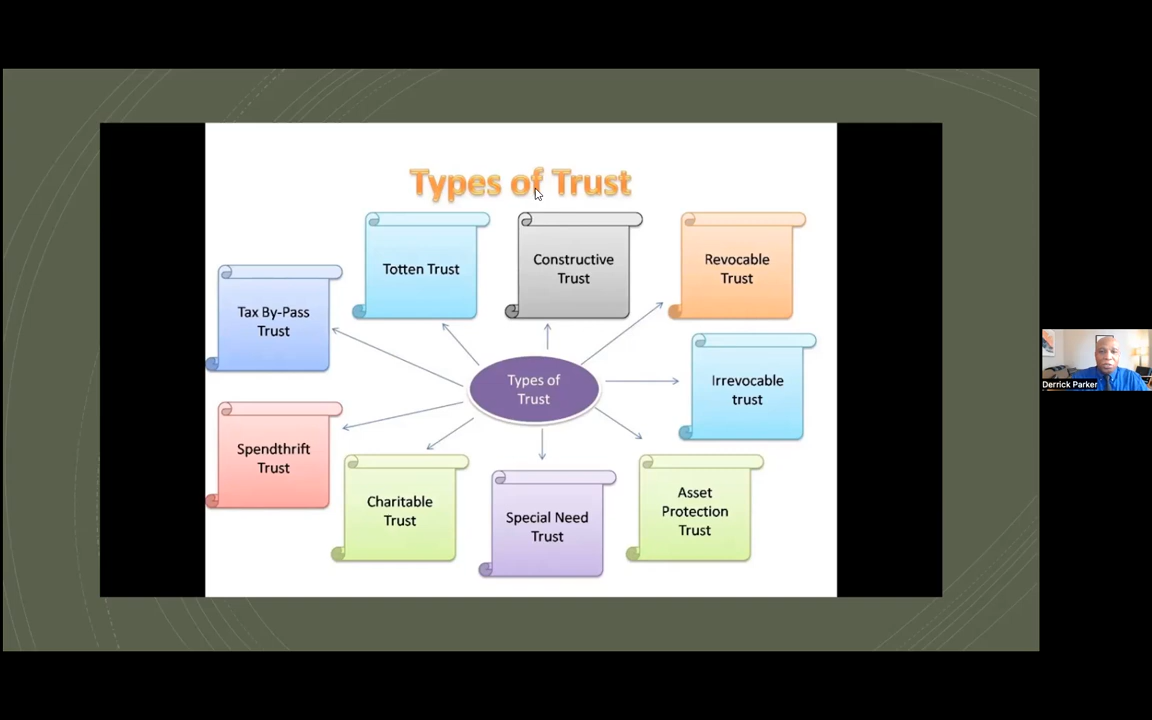 Types of Trust
Totten Trust
Constructive
Trust
Revocable
Trust
Tax By-Pass
Trust
Types of
Trust
Irrevocable
trust
Spendthrift
Trust
Charitable
Trust
Special Need
Trust
Asset
Protection
Trust
Derrick Parker